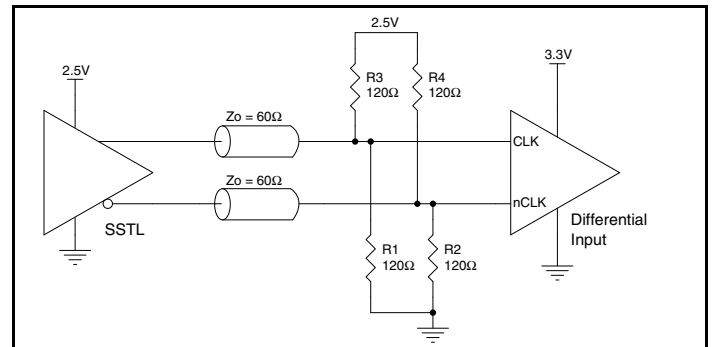 2.5V
3.3V
2.5V
R3
120Ω
R4
120Ω
Zo = 60Ω
CLK
Zo = 60Ω
nCLK
SSTL
Differential
Input
R1
120Ω
R2
120Ω